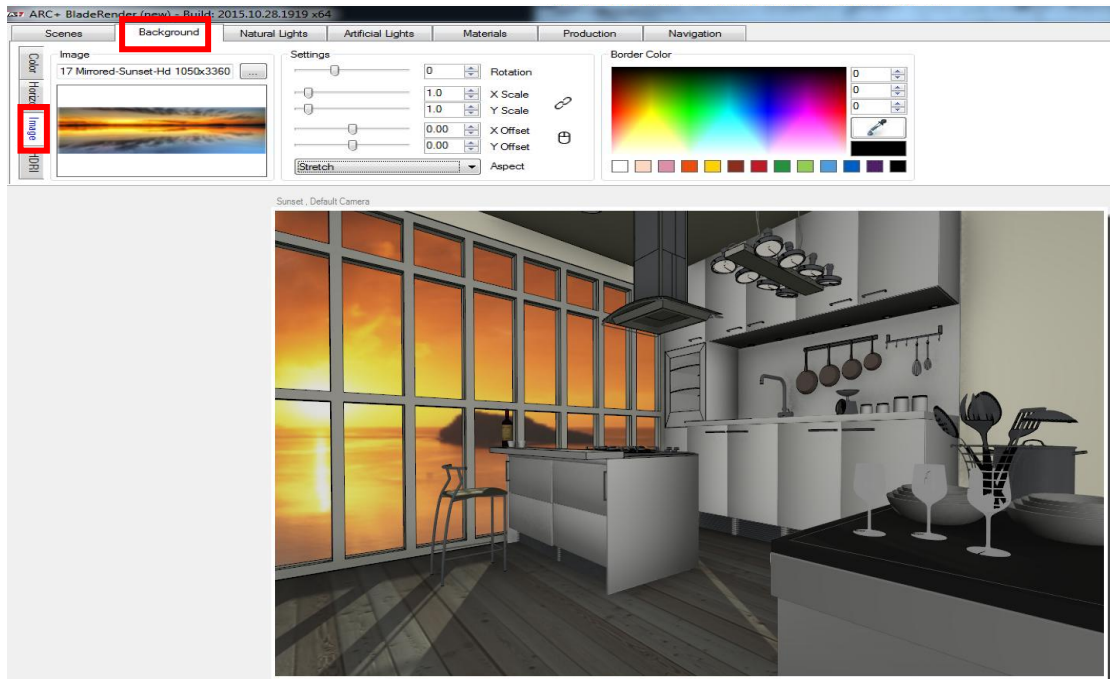 ARC+ BladeRender (new) - Build: 2015.10.28.1919 x64
Scenes Background Natural Lights Artificial Lights Materials Production Navigation
Color
Horiz
Image
HDRI
Image
17 Mirrored-Sunset-Hd 1050x3360 ...
Settings
0 Rotation
1.0 X Scale
1.0 Y Scale
0.00 X Offset
0.00 Y Offset
Stretch Aspect
Border Color
0
0
0
Sunset , Default Camera